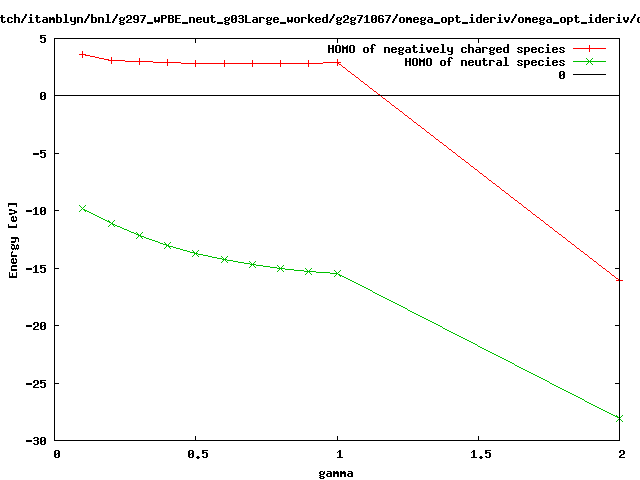 tch/itamblyn/bnl/g297_wPBE_neut_g03Large_worked/g2g71067/omega_opt_ideriv/omega_opt_ideriv/
HOMO of negatively charged species
HOMO of neutral species
0
5
0
-5
-10
-15
-20
-25
-30
Energy [eV]
0 0.5 1 1.5 2
gamma